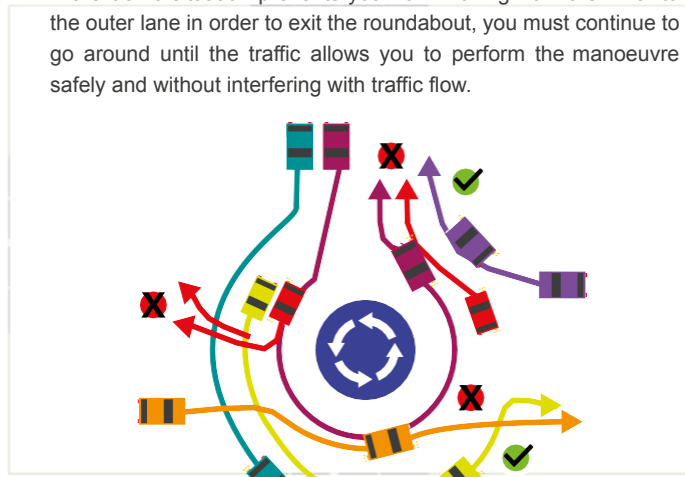 the outer lane in order to exit the roundabout, you must continue to
go around until the traffic allows you to perform the manoeuvre
safely and without interfering with traffic flow.
X
X
X